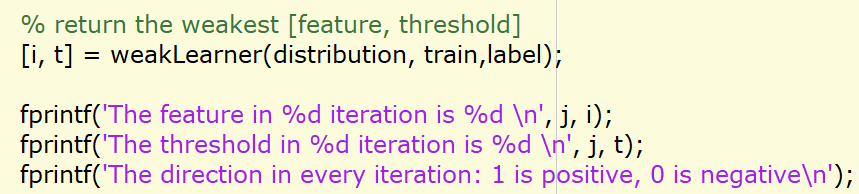 % return the weakest [feature, threshold]
[i, t] = weakLearner(distribution, train,label);
fprintf('The feature in %d iteration is %d \n', j, i);
fprintf('The threshold in %d iteration is %d \n', j, t);
fprintf('The direction in every iteration: 1 is positive, 0 is negative\n');